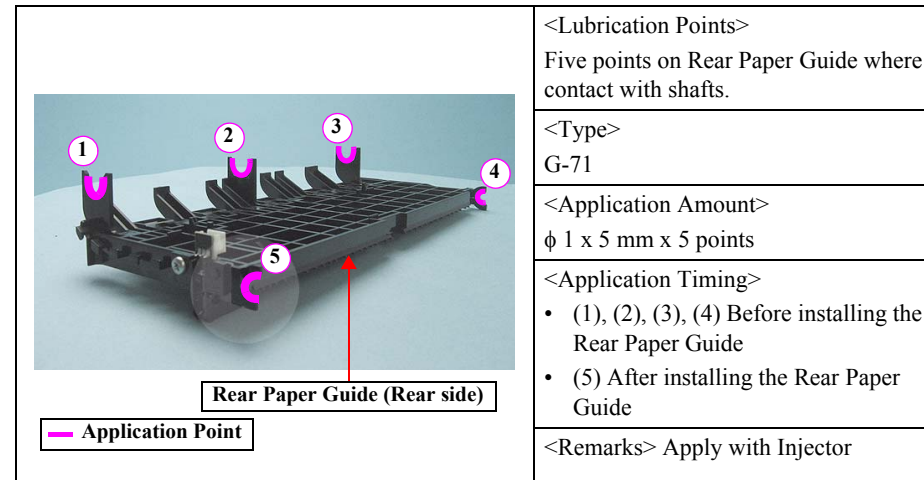 1
2
3
4
5
Rear Paper Guide (Rear side)
Application Point
<Lubrication Points>
Five points on Rear Paper Guide where
contact with shafts.
<Type>
G-71
<Application Amount>
ϕ 1 x 5 mm x 5 points
<Application Timing>
• (1), (2), (3), (4) Before installing the
Rear Paper Guide
• (5) After installing the Rear Paper
Guide
<Remarks> Apply with Injector